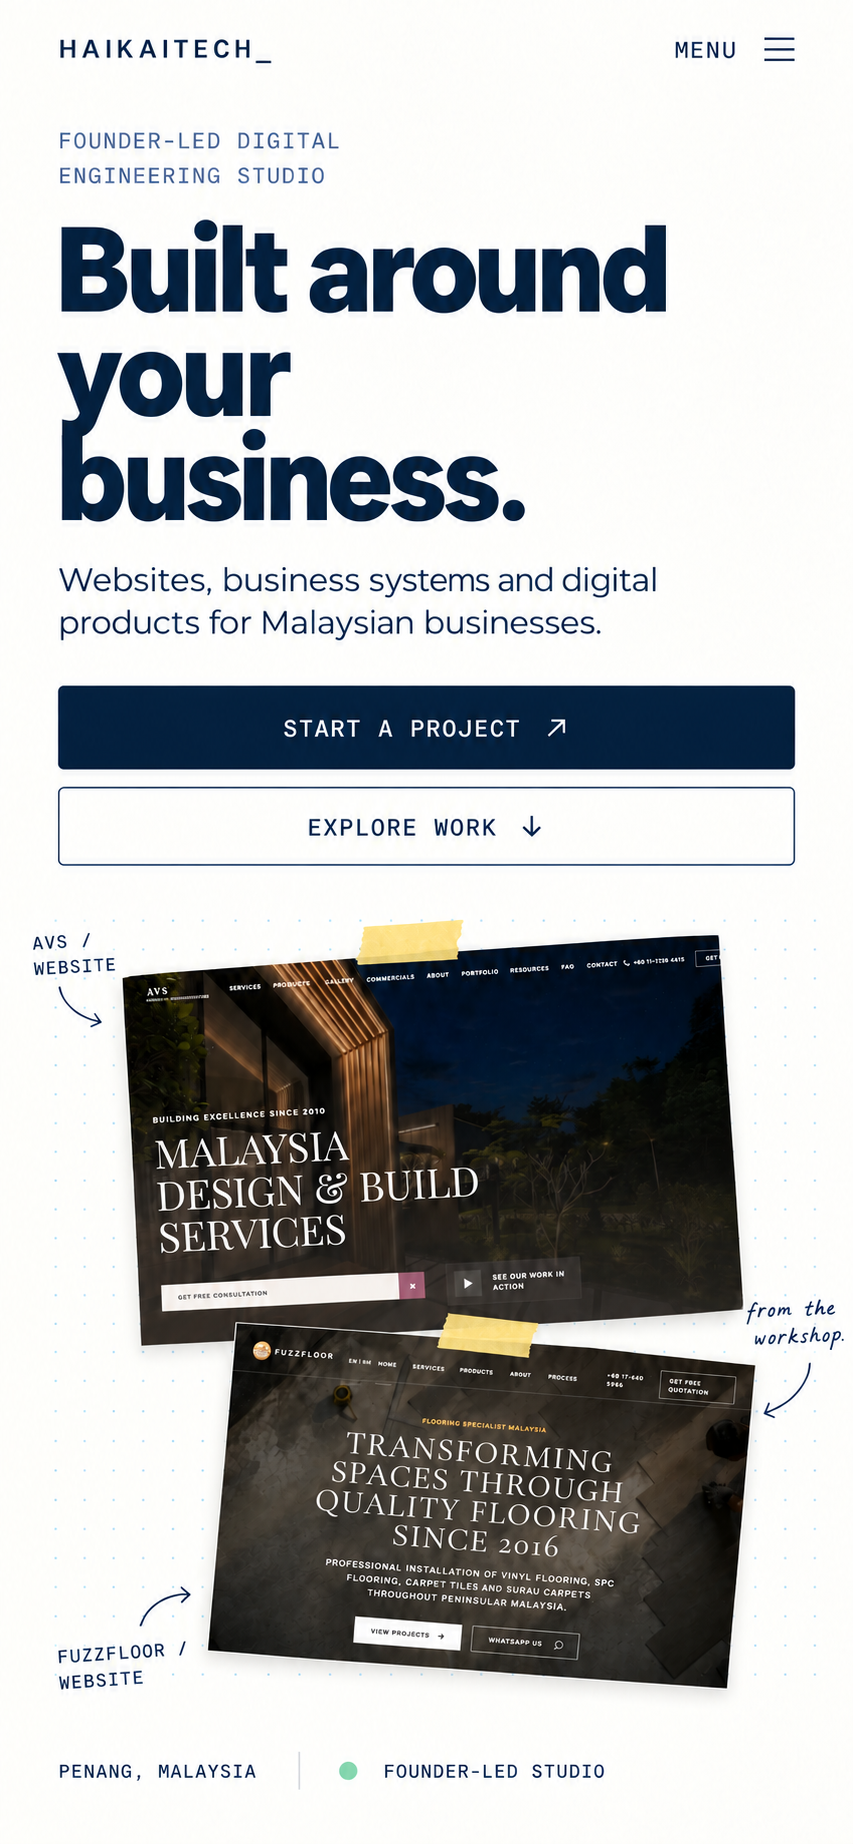 HAIKAITECH_
MENU
FOUNDER-LED DIGITAL
ENGINEERING STUDIO
Built around
your
business.
Websites, business systems and digital
products for Malaysian businesses.
START A PROJECT ↗
EXPLORE WORK ↓
AVS /
WEBSITE
AVS
SERVICES PRODUCTS GALLERY COMMERCIALS ABOUT PORTFOLIO RESOURCES FAQ CONTACT
BUILDING EXCELLENCE SINCE 2010
MALAYSIA
DESIGN & BUILD
SERVICES
GET FREE CONSULTATION
SEE OUR WORK IN
ACTION
from the
workshop.
FUZZFLOOR
HOME SERVICES PRODUCTS ABOUT PROCESS
+60 17-640
5966
GET FREE
QUOTATION
FLOORING SPECIALIST MALAYSIA
TRANSFORMING
SPACES THROUGH
QUALITY FLOORING
SINCE 2016
PROFESSIONAL INSTALLATION OF VINYL FLOORING, SPC
FLOORING, CARPET TILES AND SURAU CARPETS
THROUGHOUT PENINSULAR MALAYSIA.
VIEW PROJECTS →
WHATSAPP US
FUZZFLOOR /
WEBSITE
PENANG, MALAYSIA
FOUNDER-LED STUDIO